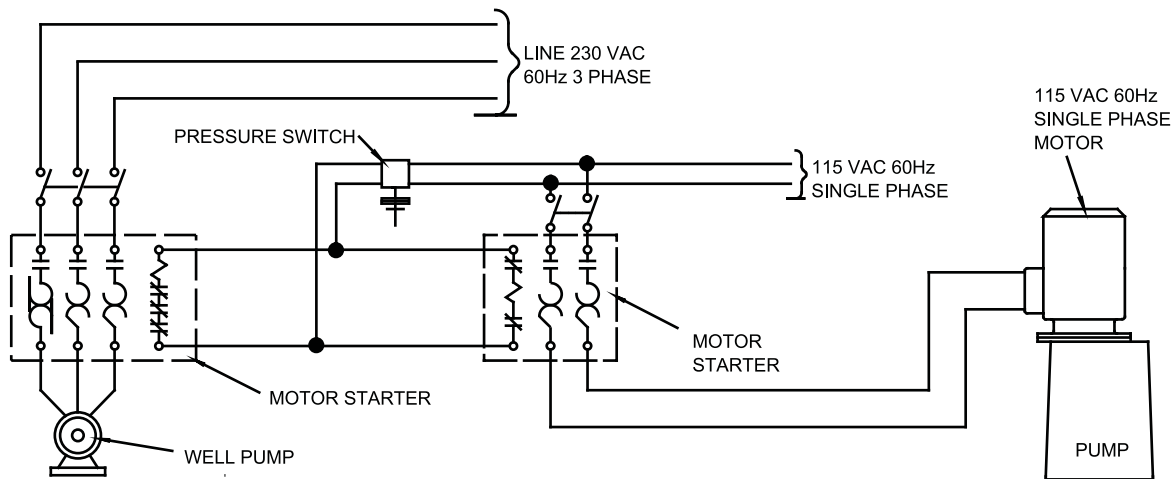 LINE 230 VAC
60Hz 3 PHASE
115 VAC 60Hz
SINGLE PHASE
MOTOR
PRESSURE SWITCH
115 VAC 60Hz
SINGLE PHASE
MOTOR
STARTER
MOTOR STARTER
WELL PUMP
PUMP